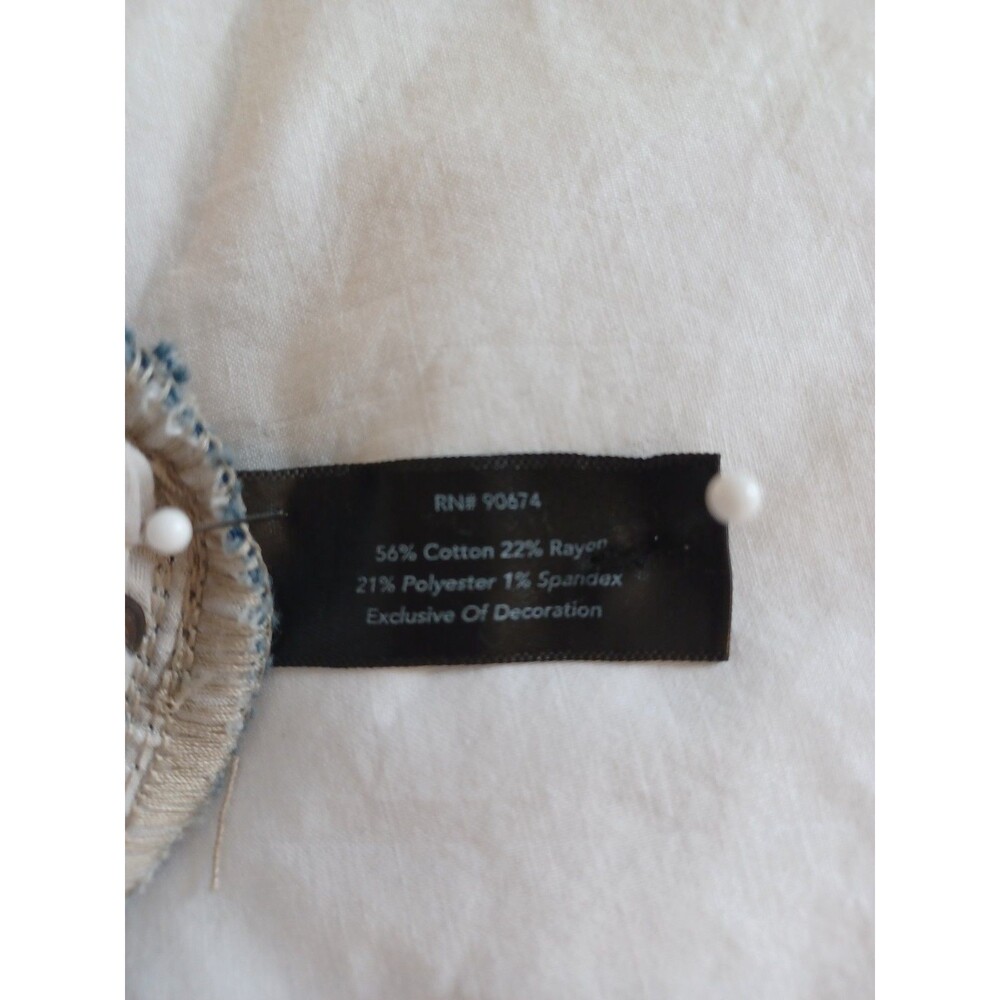 RN# 90674
56% Cotton 22% Rayon
21% Polyester 1% Spandex
Exclusive Of Decoration